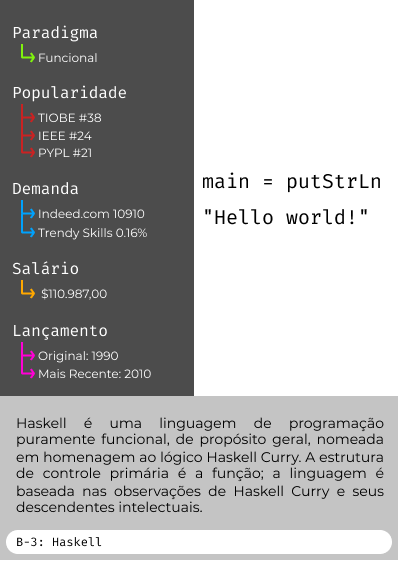 Paradigma
Funcional
Popularidade
TIOBE #38
IEEE #24
PYPL #21
Demanda
Indeed.com 10910
Trendy Skills 0.16%
Salário
$110.987,00
Lançamento
Original: 1990
Mais Recente: 2010
main = putStrLn
"Hello world!"
Haskell é uma linguagem de programação
puramente funcional, de propósito geral, nomeada
em homenagem ao lógico Haskell Curry. A estrutura
de controle primária é a função; a linguagem é
baseada nas observações de Haskell Curry e seus
descendentes intelectuais.
B-3: Haskell